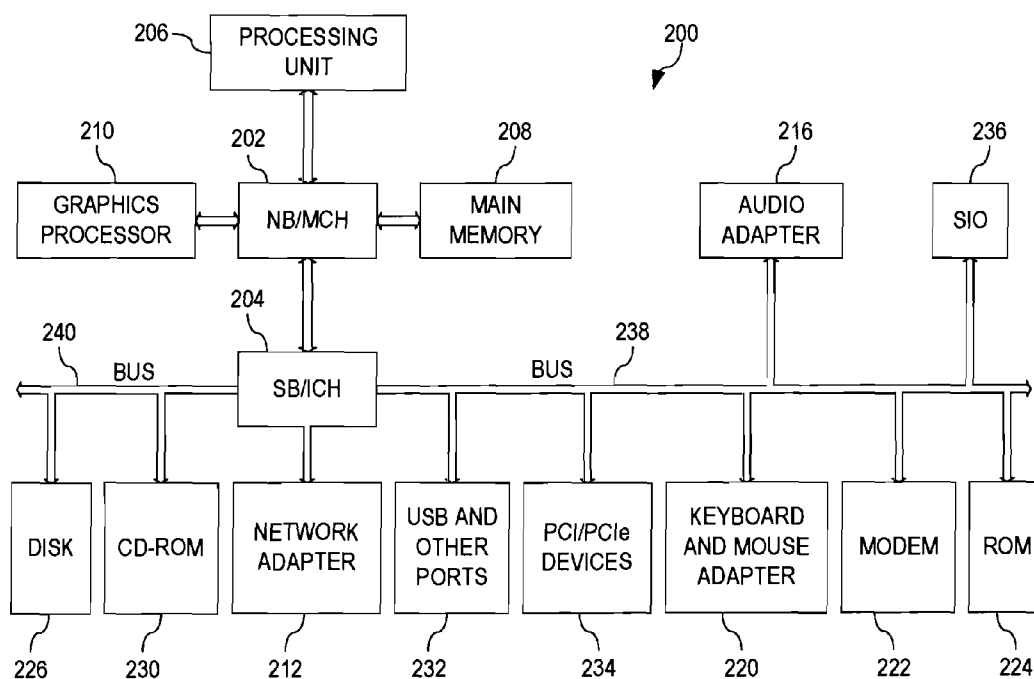 206
PROCESSING
UNIT
200
210
202
208
216
236
GRAPHICS
PROCESSOR
NB/MCH
MAIN
MEMORY
AUDIO
ADAPTER
SIO
204
240
238
BUS
SB/ICH
BUS
DISK
CD-ROM
NETWORK
ADAPTER
USB AND
OTHER
PORTS
PCI/PCIe
DEVICES
KEYBOARD
AND MOUSE
ADAPTER
MODEM
ROM
226
230
212
232
234
220
222
224